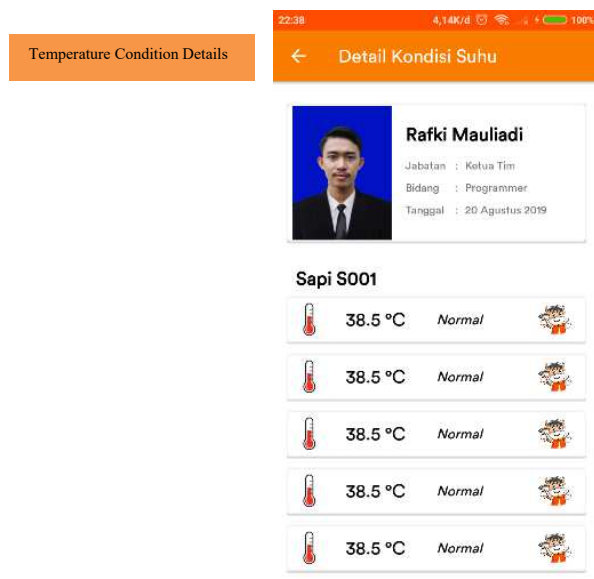 Temperature Condition Details
22:38 4,14K/d 100%
Detail Kondisi Suhu
Rafki Mauliadi
Jabatan : Ketua Tim
Bidang : Programmer
Tanggal : 20 Agustus 2019
Sapi S001
38.5 °C Normal
38.5 °C Normal
38.5 °C Normal
38.5 °C Normal
38.5 °C Normal